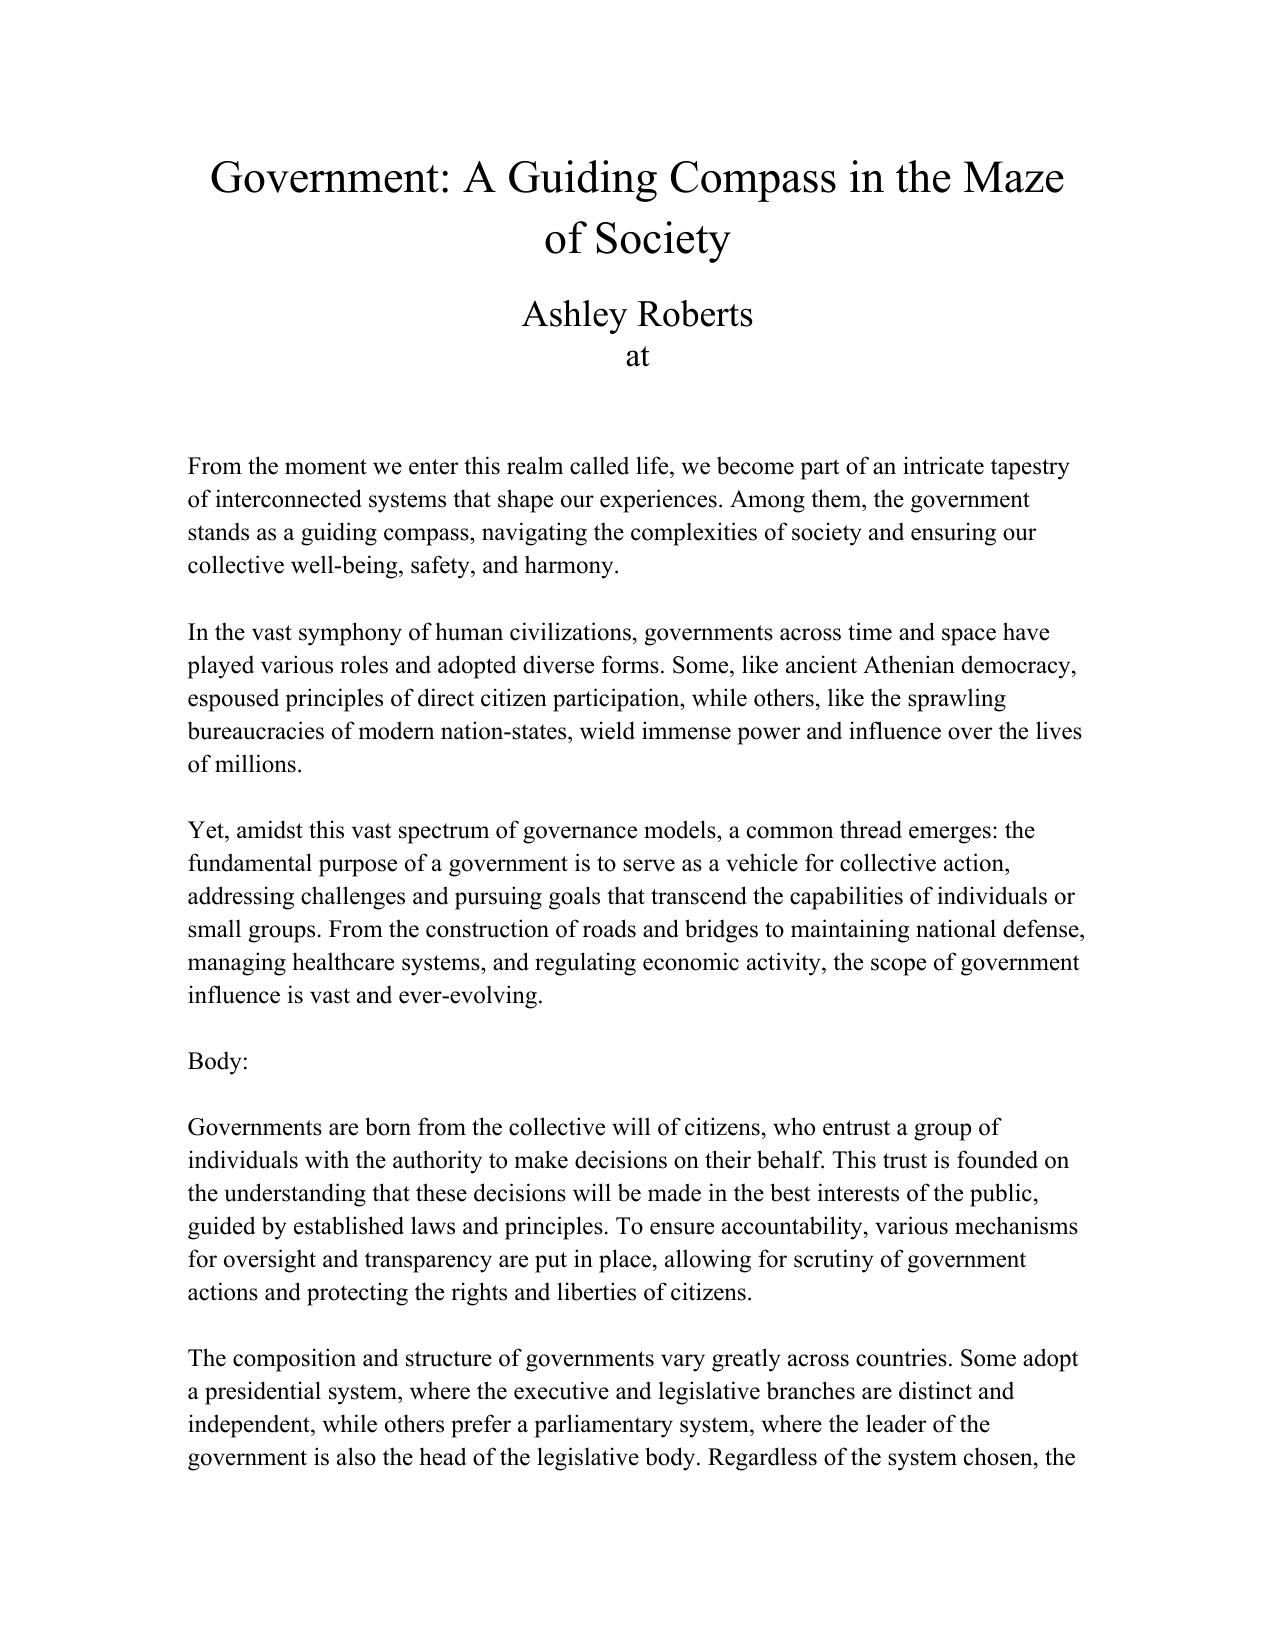 Government: A Guiding Compass in the Maze
of Society
Ashley Roberts
at
From the moment we enter this realm called life, we become part of an intricate tapestry
of interconnected systems that shape our experiences. Among them, the government
stands as a guiding compass, navigating the complexities of society and ensuring our
collective well-being, safety, and harmony.
In the vast symphony of human civilizations, governments across time and space have
played various roles and adopted diverse forms. Some, like ancient Athenian democracy,
espoused principles of direct citizen participation, while others, like the sprawling
bureaucracies of modern nation-states, wield immense power and influence over the lives
of millions.
Yet, amidst this vast spectrum of governance models, a common thread emerges: the
fundamental purpose of a government is to serve as a vehicle for collective action,
addressing challenges and pursuing goals that transcend the capabilities of individuals or
small groups. From the construction of roads and bridges to maintaining national defense,
managing healthcare systems, and regulating economic activity, the scope of government
influence is vast and ever-evolving.
Body:
Governments are born from the collective will of citizens, who entrust a group of
individuals with the authority to make decisions on their behalf. This trust is founded on
the understanding that these decisions will be made in the best interests of the public,
guided by established laws and principles. To ensure accountability, various mechanisms
for oversight and transparency are put in place, allowing for scrutiny of government
actions and protecting the rights and liberties of citizens.
The composition and structure of governments vary greatly across countries. Some adopt
a presidential system, where the executive and legislative branches are distinct and
independent, while others prefer a parliamentary system, where the leader of the
government is also the head of the legislative body. Regardless of the system chosen, the